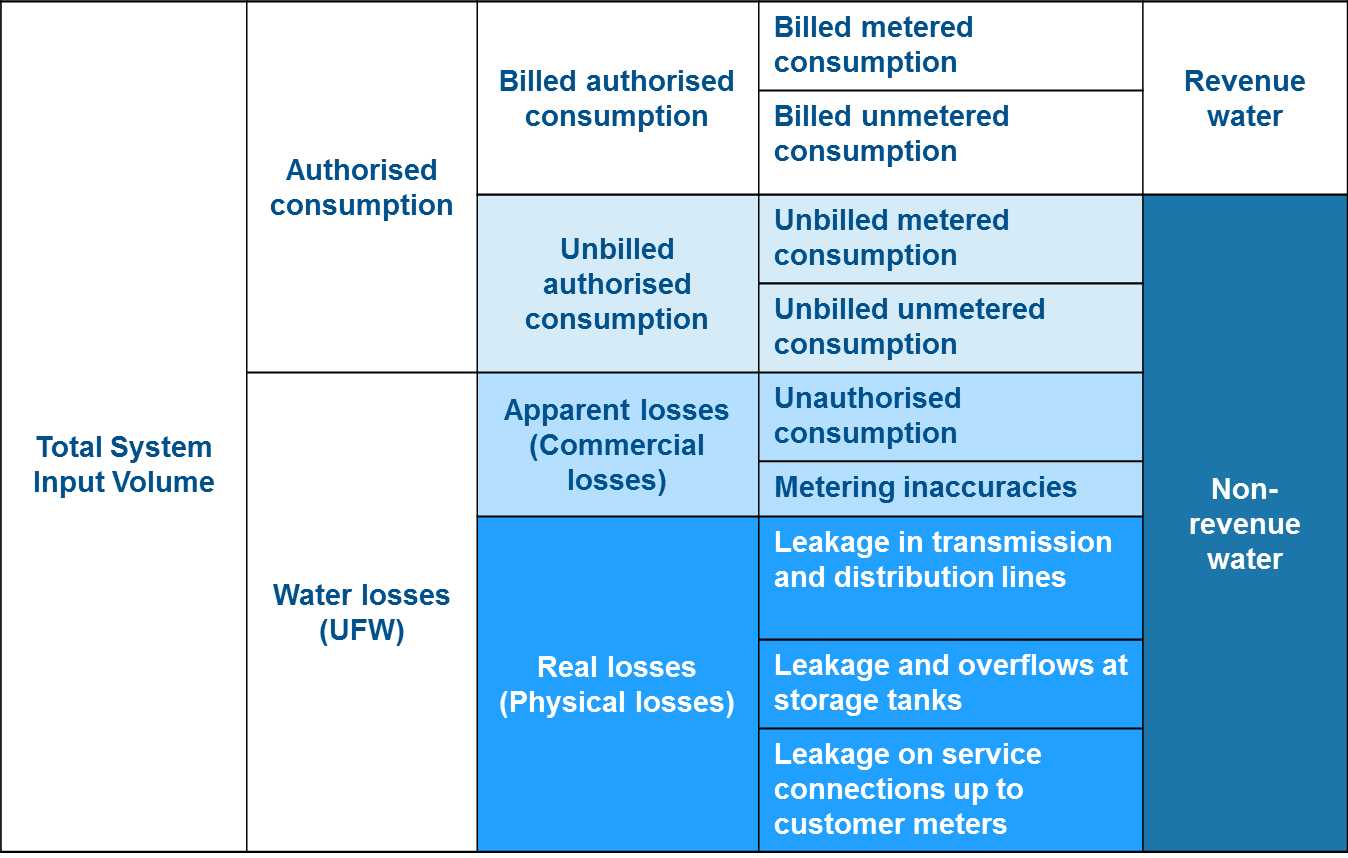 Total System
Input Volume
Authorised
consumption
Water losses
(UFW)
Billed authorised
consumption
Unbilled
authorised
consumption
Apparent losses
(Commercial
losses)
Real losses
(Physical losses)
Billed metered
consumption
Billed unmetered
consumption
Unbilled metered
consumption
Unbilled unmetered
consumption
Unauthorised
consumption
Metering inaccuracies
Leakage in transmission
and distribution lines
Leakage and overflows at
storage tanks
Leakage on service
connections up to
customer meters
Revenue
water
Non-
revenue
water